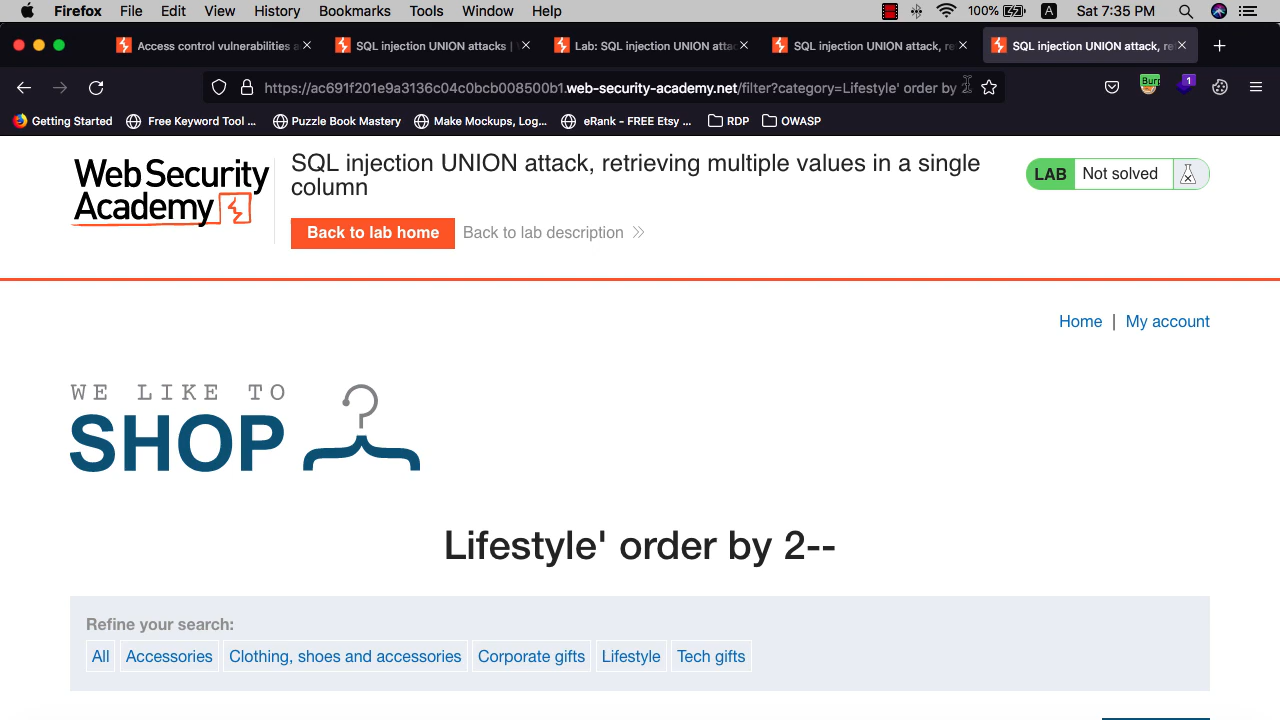 Firefox File Edit View History Bookmarks Tools Window Help 100% A Sat 7:35 PM
Access control vulnerabilities a SQL injection UNION attacks | Lab: SQL injection UNION atta SQL injection UNION attack, re SQL injection UNION attack, re
https://ac691f201e9a3136c04c0bcb008500b1.web-security-academy.net/filter?category=Lifestyle' order by Burp 1
Getting Started Free Keyword Tool ... Puzzle Book Mastery Make Mockups, Log... eRank - FREE Etsy ... RDP OWASP
Web Security
Academy
SQL injection UNION attack, retrieving multiple values in a single
column
LAB Not solved
Back to lab home Back to lab description
Home | My account
WE LIKE TO
SHOP
Lifestyle' order by 2--
Refine your search:
All Accessories Clothing, shoes and accessories Corporate gifts Lifestyle Tech gifts